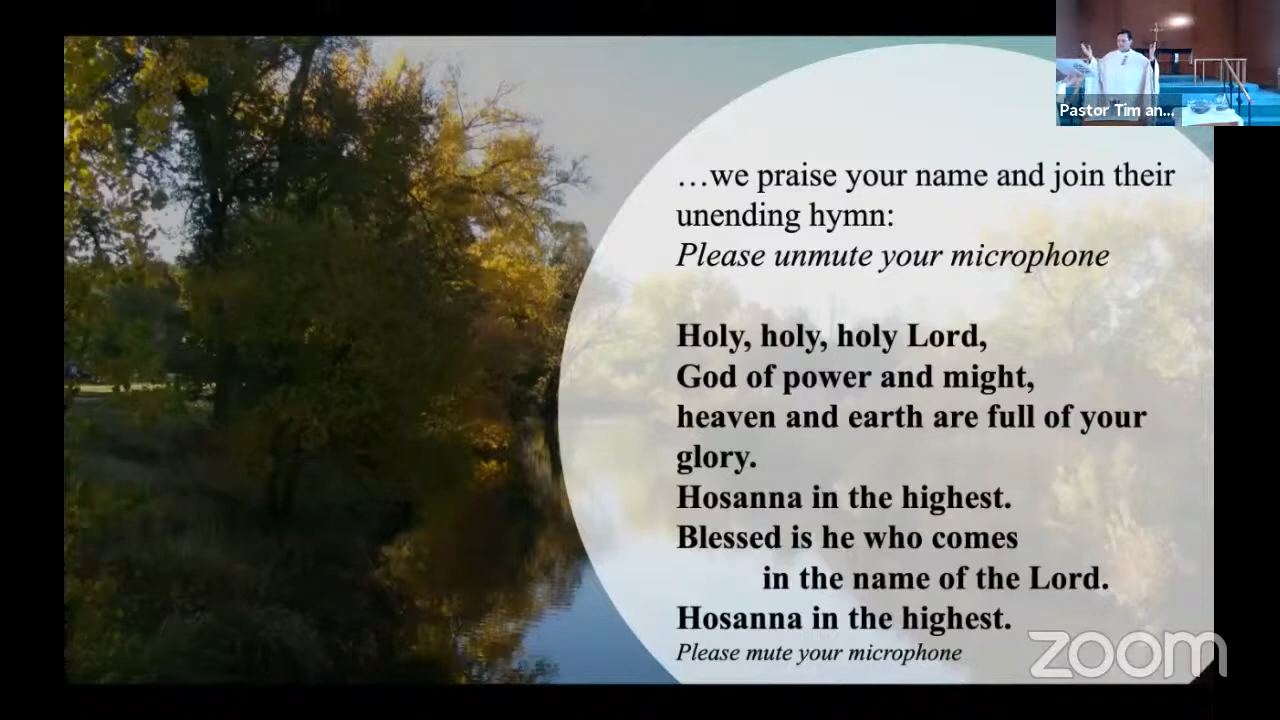 Pastor Tim an...
…we praise your name and join their
unending hymn:
Please unmute your microphone
Holy, holy, holy Lord,
God of power and might,
heaven and earth are full of your
glory.
Hosanna in the highest.
Blessed is he who comes
in the name of the Lord.
Hosanna in the highest.
Please mute your microphone
zoom